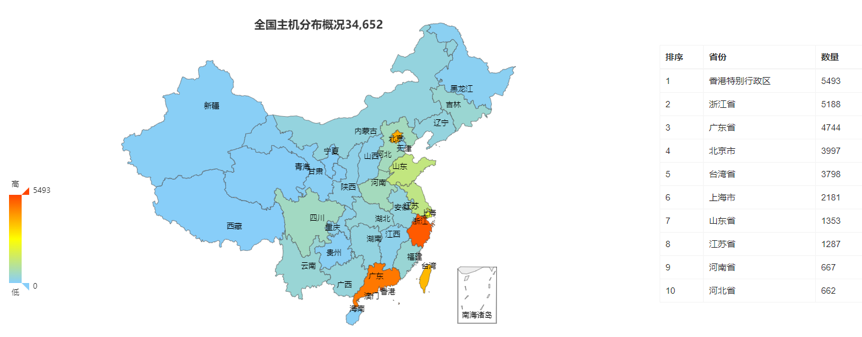 全国主机分布概况34,652
黑龙江
吉林
辽宁
新疆
内蒙古
北京
天津
宁夏
山西
河北
青海
甘肃
山东
陕西
河南
江苏
安徽
上海
西藏
四川
重庆
湖北
浙江
湖南
江西
贵州
福建
云南
台湾
广西
广东
澳门
香港
海南
南海诸岛
高
5493
0
低
排序 省份 数量
1 香港特别行政区 5493
2 浙江省 5188
3 广东省 4744
4 北京市 3997
5 台湾省 3798
6 上海市 2181
7 山东省 1353
8 江苏省 1287
9 河南省 667
10 河北省 662